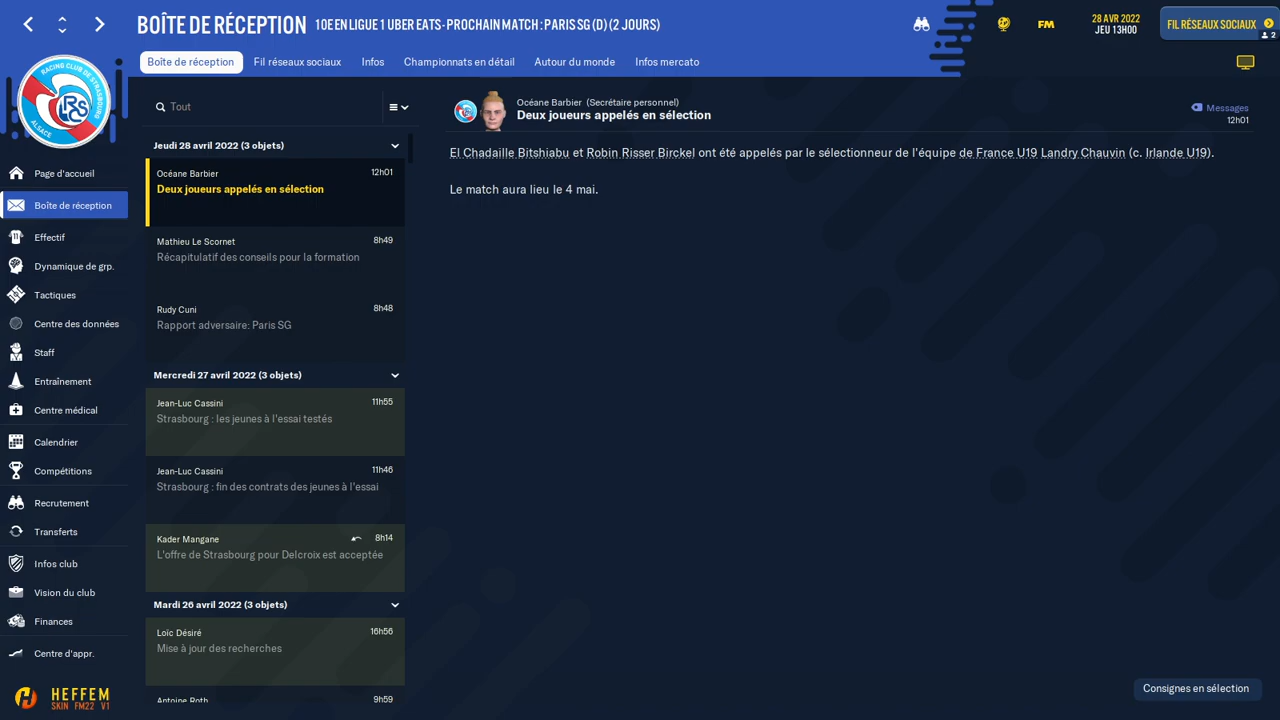 BOÎTE DE RÉCEPTION
10E EN LIGUE 1 UBER EATS - PROCHAIN MATCH : PARIS SG (D) (2 JOURS)
FM
28 AVR 2022
JEU 13H00
FIL RÉSEAUX SOCIAUX
2
Boîte de réception
Fil réseaux sociaux
Infos
Championnats en détail
Autour du monde
Infos mercato
RACING CLUB DE STRASBOURG
RCS
ALSACE
Page d'accueil
Boîte de réception
Effectif
Dynamique de grp.
Tactiques
Centre des données
Staff
Entraînement
Centre médical
Calendrier
Compétitions
Recrutement
Transferts
Infos club
Vision du club
Finances
Centre d'appr.
HEFFEM
SKIN FM22 V1
Tout
Jeudi 28 avril 2022 (3 objets)
Océane Barbier 12h01
Deux joueurs appelés en sélection
Mathieu Le Scornet 8h49
Récapitulatif des conseils pour la formation
Rudy Cuni 8h48
Rapport adversaire: Paris SG
Mercredi 27 avril 2022 (3 objets)
Jean-Luc Cassini 11h55
Strasbourg : les jeunes à l'essai testés
Jean-Luc Cassini 11h46
Strasbourg : fin des contrats des jeunes à l'essai
Kader Mangane 8h14
L'offre de Strasbourg pour Delcroix est acceptée
Mardi 26 avril 2022 (3 objets)
Loïc Désiré 16h56
Mise à jour des recherches
Antoine Roth 9h59
Océane Barbier (Secrétaire personnel)
Deux joueurs appelés en sélection
Messages
12h01
El Chadaille Bitshiabu et Robin Risser Birckel ont été appelés par le sélectionneur de l'équipe de France U19 Landry Chauvin (c. Irlande U19).
Le match aura lieu le 4 mai.
Consignes en sélection